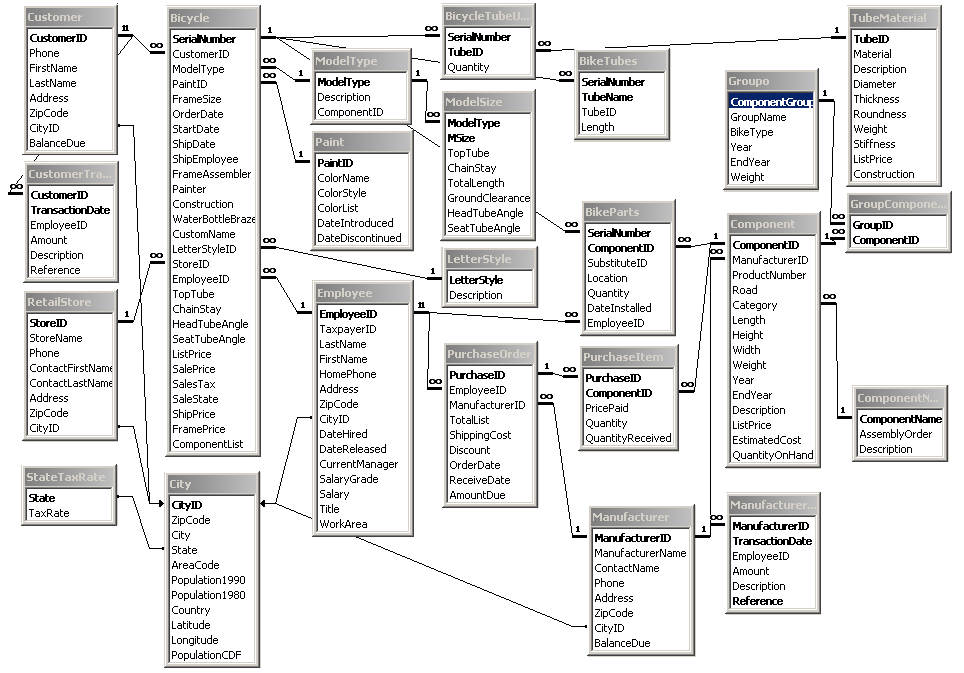 Customer
CustomerID
Phone
FirstName
LastName
Address
ZipCode
CityID
BalanceDue
CustomerTra...
CustomerID
TransactionDate
EmployeeID
Amount
Description
Reference
RetailStore
StoreID
StoreName
Phone
ContactFirstName
ContactLastName
Address
ZipCode
CityID
StateTaxRate
State
TaxRate
Bicycle
SerialNumber
CustomerID
ModelType
PaintID
FrameSize
OrderDate
StartDate
ShipDate
ShipEmployee
FrameAssembler
Painter
Construction
WaterBottleBraze
CustomName
LetterStyleID
StoreID
EmployeeID
TopTube
ChainStay
HeadTubeAngle
SeatTubeAngle
ListPrice
SalePrice
SalesTax
SaleState
ShipPrice
FramePrice
ComponentList
City
CityID
ZipCode
City
State
AreaCode
Population1990
Population1980
Country
Latitude
Longitude
PopulationCDF
ModelType
ModelType
Description
ComponentID
Paint
PaintID
ColorName
ColorStyle
ColorList
DateIntroduced
DateDiscontinued
Employee
EmployeeID
TaxpayerID
LastName
FirstName
HomePhone
Address
ZipCode
CityID
DateHired
DateReleased
CurrentManager
SalaryGrade
Salary
Title
WorkArea
BicycleTubeU...
SerialNumber
TubeID
Quantity
ModelSize
ModelType
MSize
TopTube
ChainStay
TotalLength
GroundClearance
HeadTubeAngle
SeatTubeAngle
LetterStyle
LetterStyle
Description
PurchaseOrder
PurchaseID
EmployeeID
ManufacturerID
TotalList
ShippingCost
Discount
OrderDate
ReceiveDate
AmountDue
BikeTubes
SerialNumber
TubeName
TubeID
Length
BikeParts
SerialNumber
ComponentID
SubstituteID
Location
Quantity
DateInstalled
EmployeeID
PurchaseItem
PurchaseID
ComponentID
PricePaid
Quantity
QuantityReceived
Manufacturer
ManufacturerID
ManufacturerName
ContactName
Phone
Address
ZipCode
CityID
BalanceDue
Groupo
ComponentGroup
GroupName
BikeType
Year
EndYear
Weight
Component
ComponentID
ManufacturerID
ProductNumber
Road
Category
Length
Height
Width
Weight
Year
EndYear
Description
ListPrice
EstimatedCost
QuantityOnHand
Manufacturer...
ManufacturerID
TransactionDate
EmployeeID
Amount
Description
Reference
TubeMaterial
TubeID
Material
Description
Diameter
Thickness
Roundness
Weight
Stiffness
ListPrice
Construction
GroupCompone...
GroupID
ComponentID
ComponentN...
ComponentName
AssemblyOrder
Description